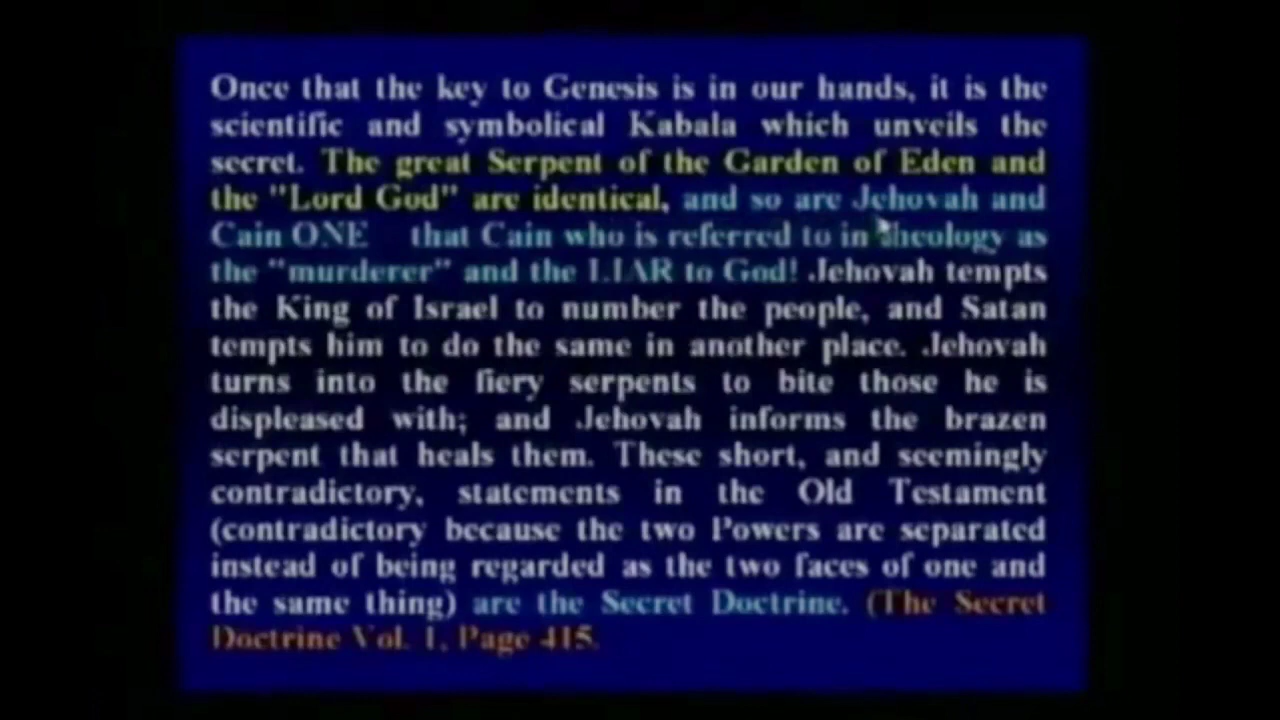 Once that the key to Genesis is in our hands, it is the
scientific and symbolical Kabala which unveils the
secret. The great Serpent of the Garden of Eden and
the "Lord God" are identical, and so are Jehovah and
Cain ONE that Cain who is referred to in theology as
the "murderer" and the LIAR to God! Jehovah tempts
the King of Israel to number the people, and Satan
tempts him to do the same in another place. Jehovah
turns into the fiery serpents to bite those he is
displeased with; and Jehovah informs the brazen
serpent that heals them. These short, and seemingly
contradictory, statements in the Old Testament
(contradictory because the two Powers are separated
instead of being regarded as the two faces of one and
the same thing) are the Secret Doctrine. (The Secret
Doctrine Vol. 1, Page 415.